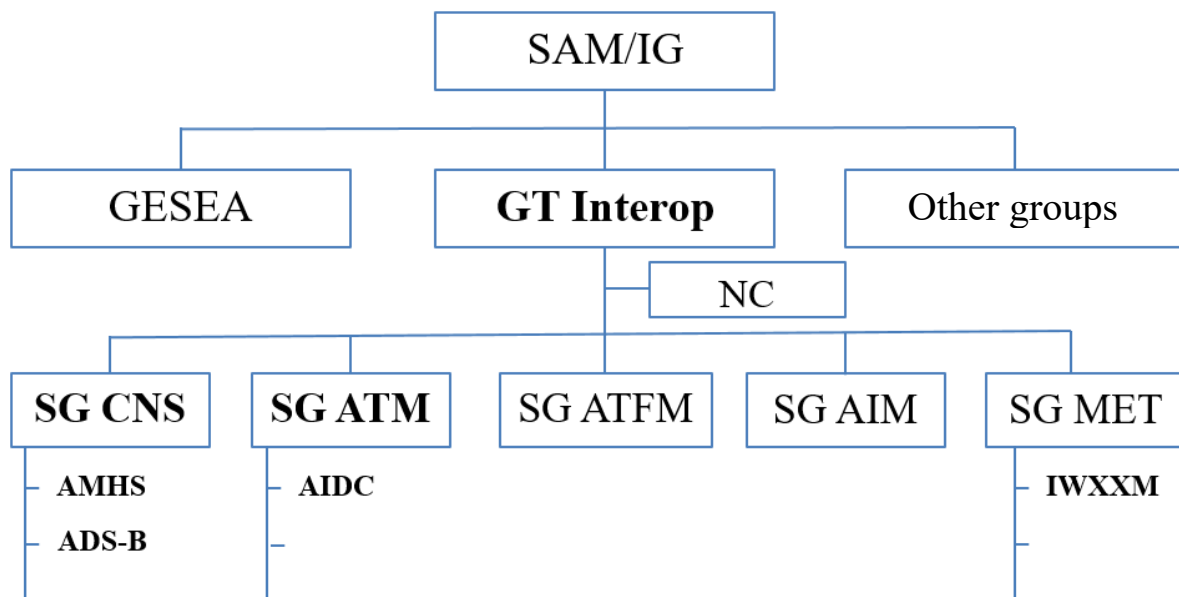 SAM/IG
GESEA
GT Interop
Other groups
NC
SG CNS
SG ATM
SG ATFM
SG AIM
SG MET
AMHS
AIDC
IWXXM
ADS-B